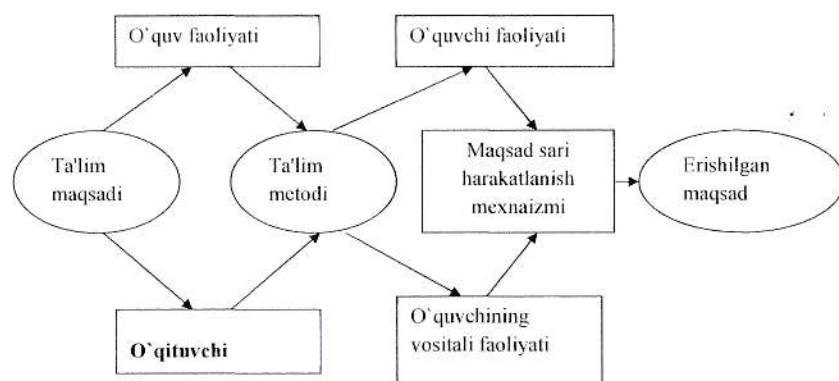 O`quv faoliyati
O`quvchi faoliyati
Ta'lim
maqsadi
Ta'lim
metodi
Maqsad sari
harakatlanish
mexnaizmi
Erishilgan
maqsad
O`qituvchi
O`quvchining
vositali faoliyati